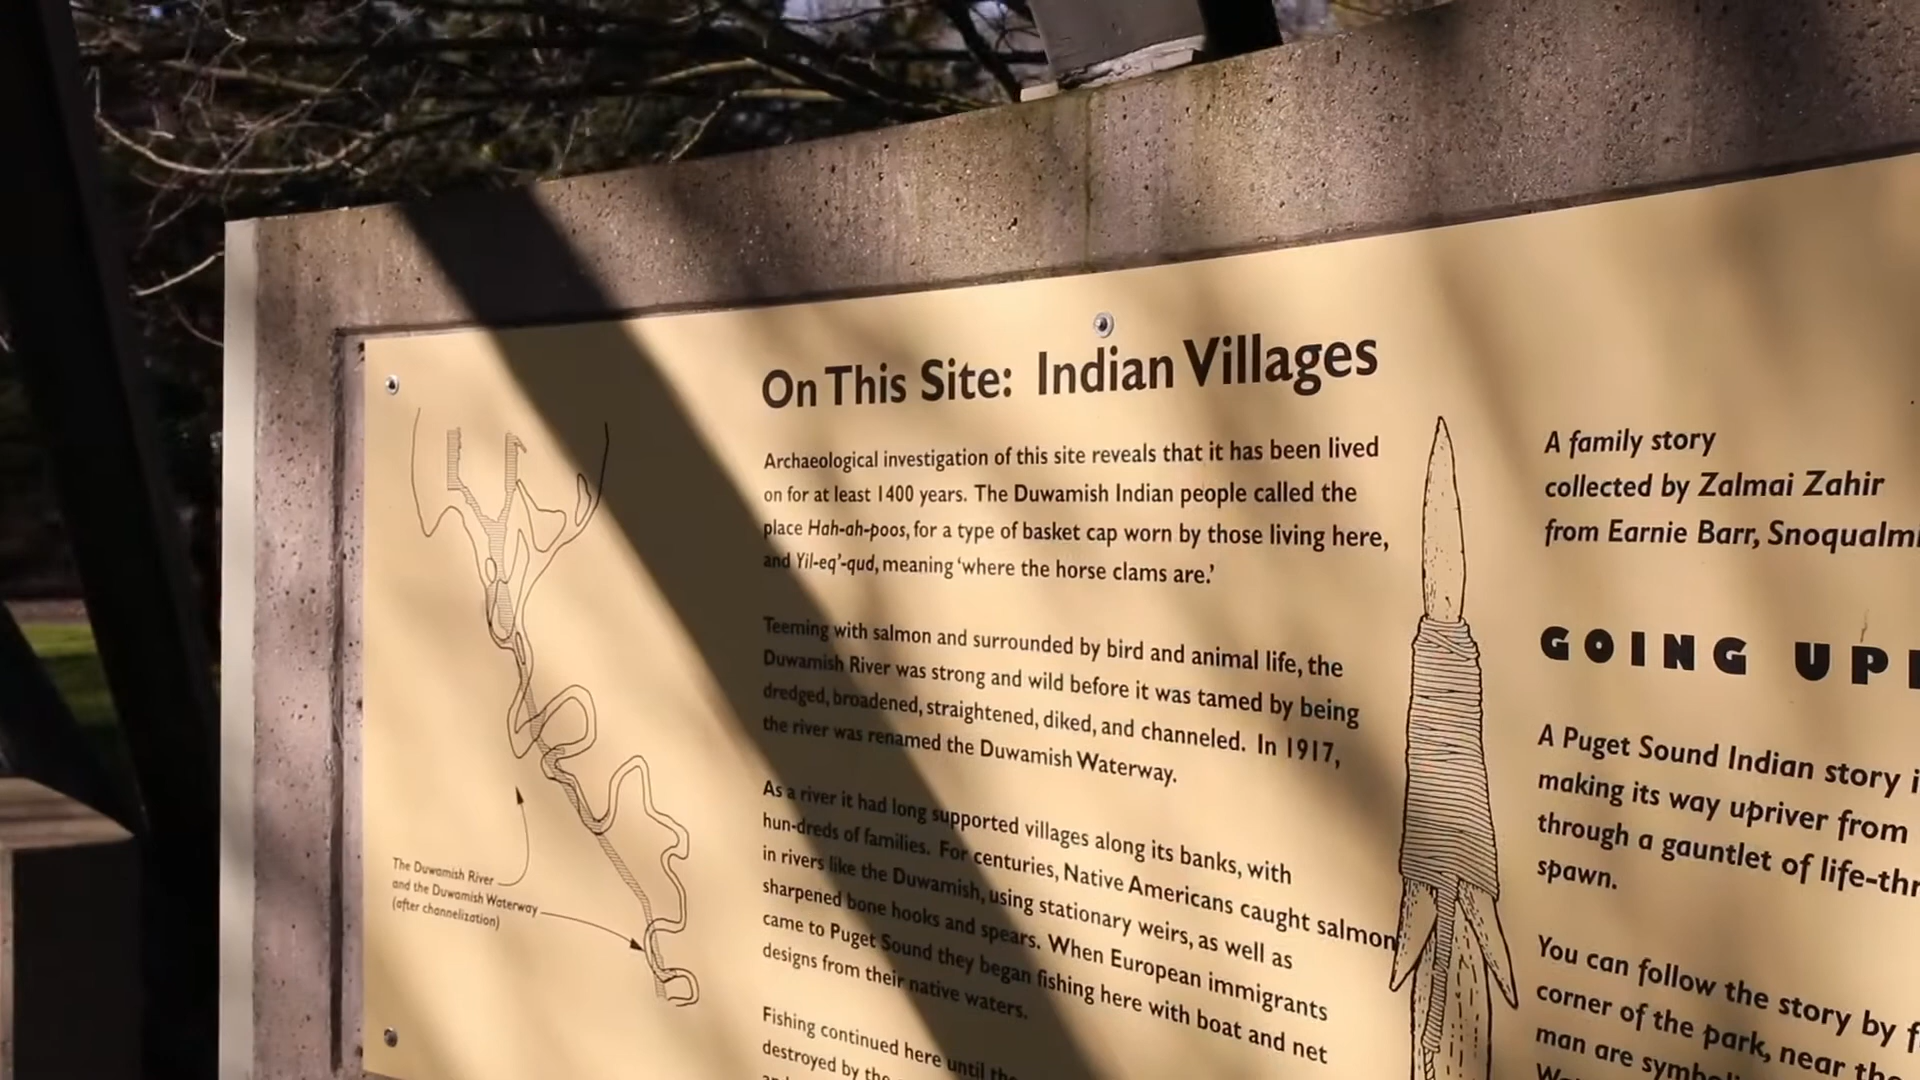 On This Site: Indian Villages
Archaeological investigation of this site reveals that it has been lived
on for at least 1400 years. The Duwamish Indian people called the
place Hah-ah-poos, for a type of basket cap worn by those living here,
and Yil-eq'-qud, meaning 'where the horse clams are.'
Teeming with salmon and surrounded by bird and animal life, the
Duwamish River was strong and wild before it was tamed by being
dredged, broadened, straightened, diked, and channeled. In 1917,
the river was renamed the Duwamish Waterway.
As a river it had long supported villages along its banks, with
hun-dreds of families. For centuries, Native Americans caught salmon
in rivers like the Duwamish, using stationary weirs, as well as
sharpened bone hooks and spears. When European immigrants
came to Puget Sound they began fishing here with boat and net
designs from their native waters.
Fishing continued here until the
destroyed by the
The Duwamish River
and the Duwamish Waterway
(after channelization)
A family story
collected by Zalmai Zahir
from Earnie Barr, Snoqualmi
GOING UP
A Puget Sound Indian story i
making its way upriver from
through a gauntlet of life-thr
spawn.
You can follow the story by f
corner of the park, near the
man are symbol